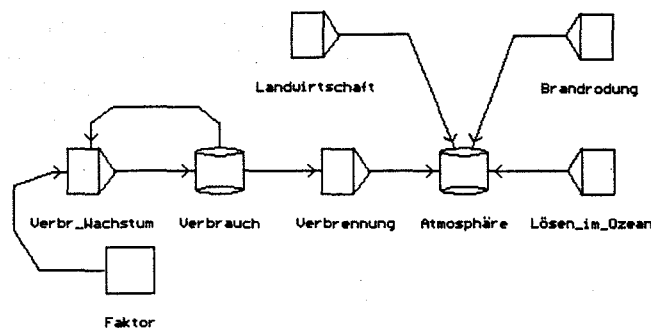 Landwirtschaft
Brandrodung
Verbr_Wachstum
Verbrauch
Verbrennung
Atmosphäre
Lösen_im_Ozean
Faktor